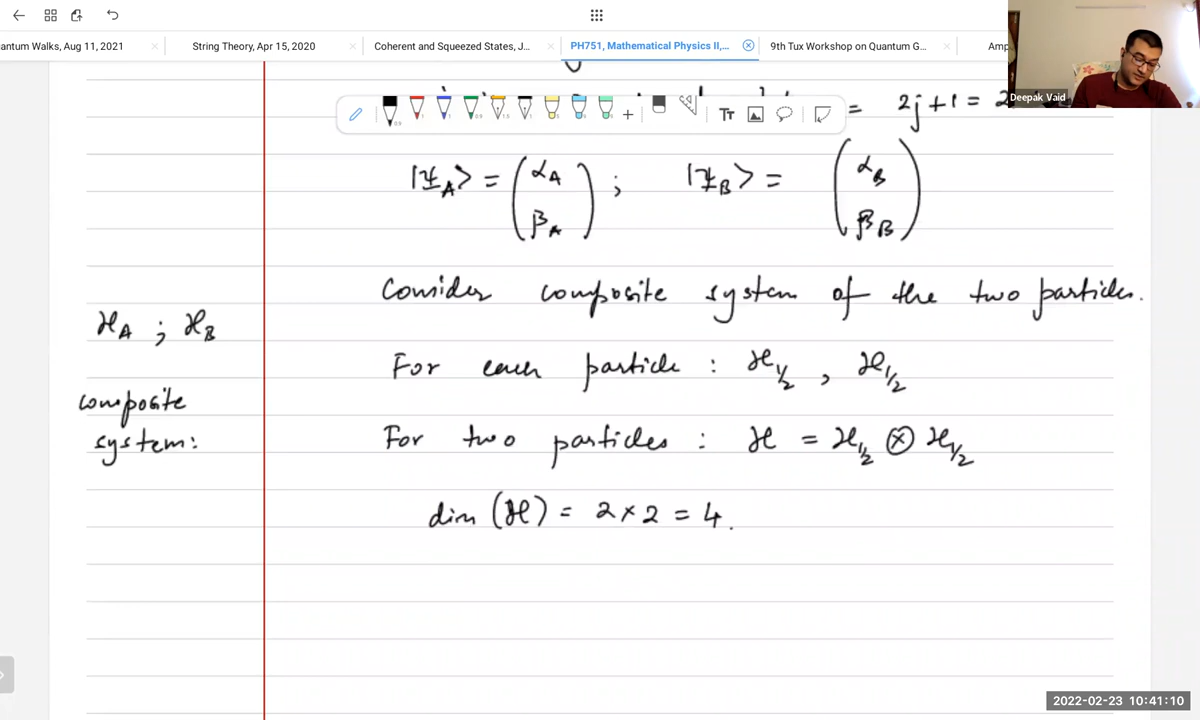 antum Walks, Aug 11, 2021 String Theory, Apr 15, 2020 Coherent and Squeezed States, J... PH751, Mathematical Physics II,... 9th Tux Workshop on Quantum G... Amp
Deepak Vaid
= 2j+1 = 2
|Ψ_A> = (α_A β_A) ; |Ψ_B> = (α_B β_B)
Consider composite system of the two particles.
ℋ_A ; ℋ_B
For each particle : ℋ_1/2 , ℋ_1/2
composite
system:
For two particles : ℋ = ℋ_1/2 ⊗ ℋ_1/2
dim (ℋ) = 2 × 2 = 4.
2022-02-23 10:41:10